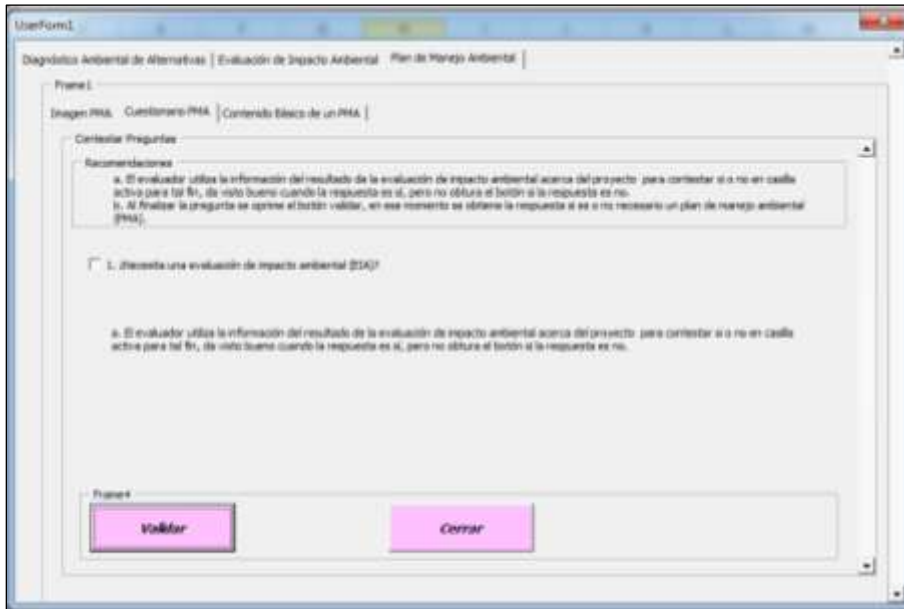 UserForm1
Diagnóstico Ambiental de Alternativas | Evaluación de Impacto Ambiental Plan de Manejo Ambiental |
Frame1
Imagen PMA Cuestionario PMA | Contenido Básico de un PMA |
Contestar Preguntas
Recomendaciones
a. El evaluador utiliza la información del resultado de la evaluación de impacto ambiental acerca del proyecto para contestar si o no en casilla
activa para tal fin, da visto bueno cuando la respuesta es sí, pero no obtura el botón si la respuesta es no.
b. Al finalizar la pregunta se oprime el botón validar, en ese momento se obtiene la respuesta si es o no necesario un plan de manejo ambiental
(PMA).
1. ¿Necesita una evaluación de impacto ambiental (EIA)?
a. El evaluador utiliza la información del resultado de la evaluación de impacto ambiental acerca del proyecto para contestar si o no en casilla
activa para tal fin, da visto bueno cuando la respuesta es sí, pero no obtura el botón si la respuesta es no.
Frame4
Validar Cerrar